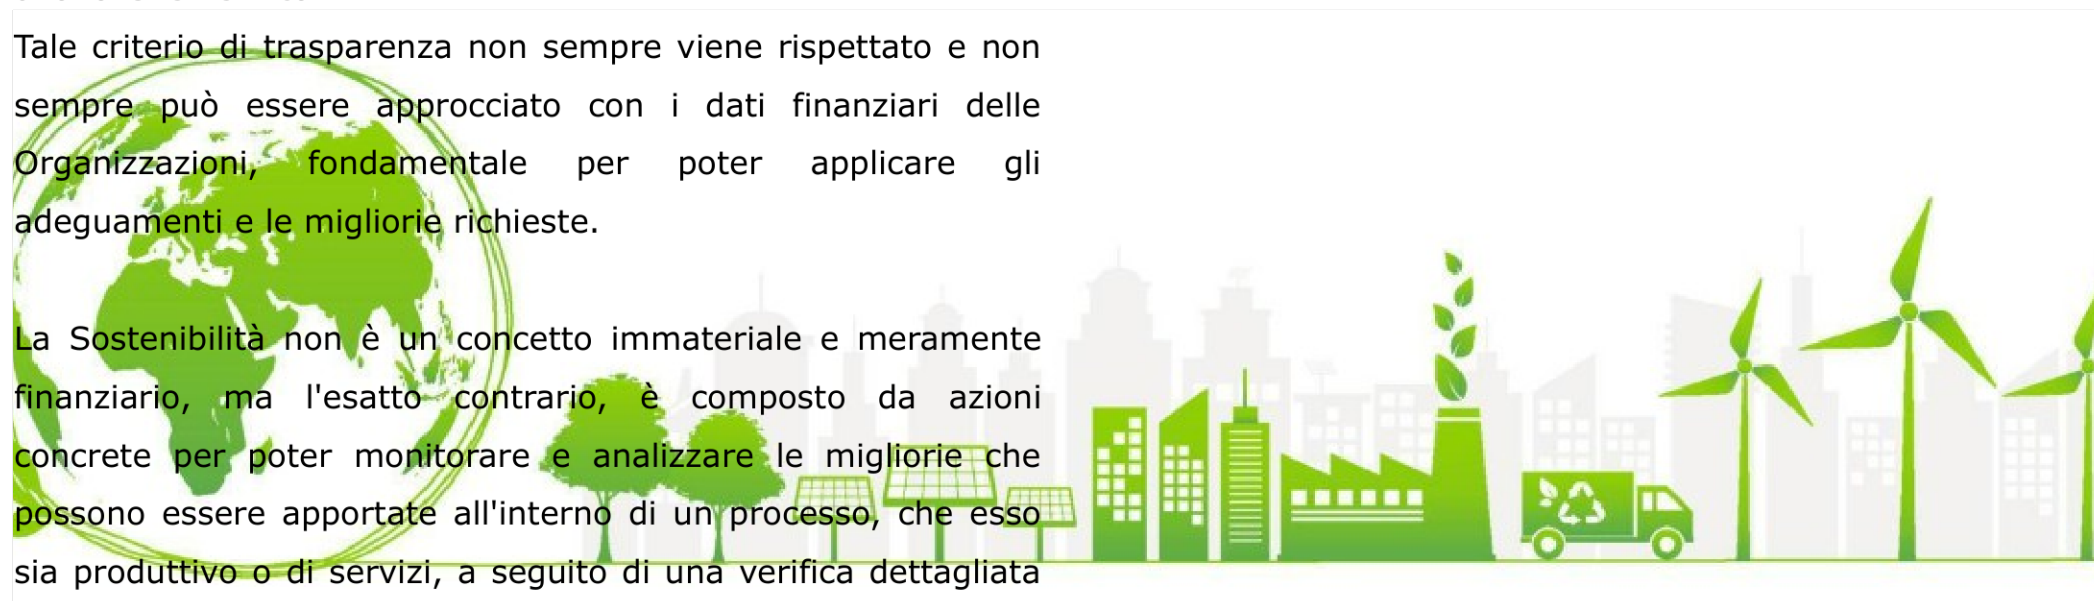 Tale criterio di trasparenza non sempre viene rispettato e non
sempre può essere approcciato con i dati finanziari delle
Organizzazioni, fondamentale per poter applicare gli
adeguamenti e le migliorie richieste.
La Sostenibilità non è un concetto immateriale e meramente
finanziario, ma l'esatto contrario, è composto da azioni
concrete per poter monitorare e analizzare le migliorie che
possono essere apportate all'interno di un processo, che esso
sia produttivo o di servizi, a seguito di una verifica dettagliata